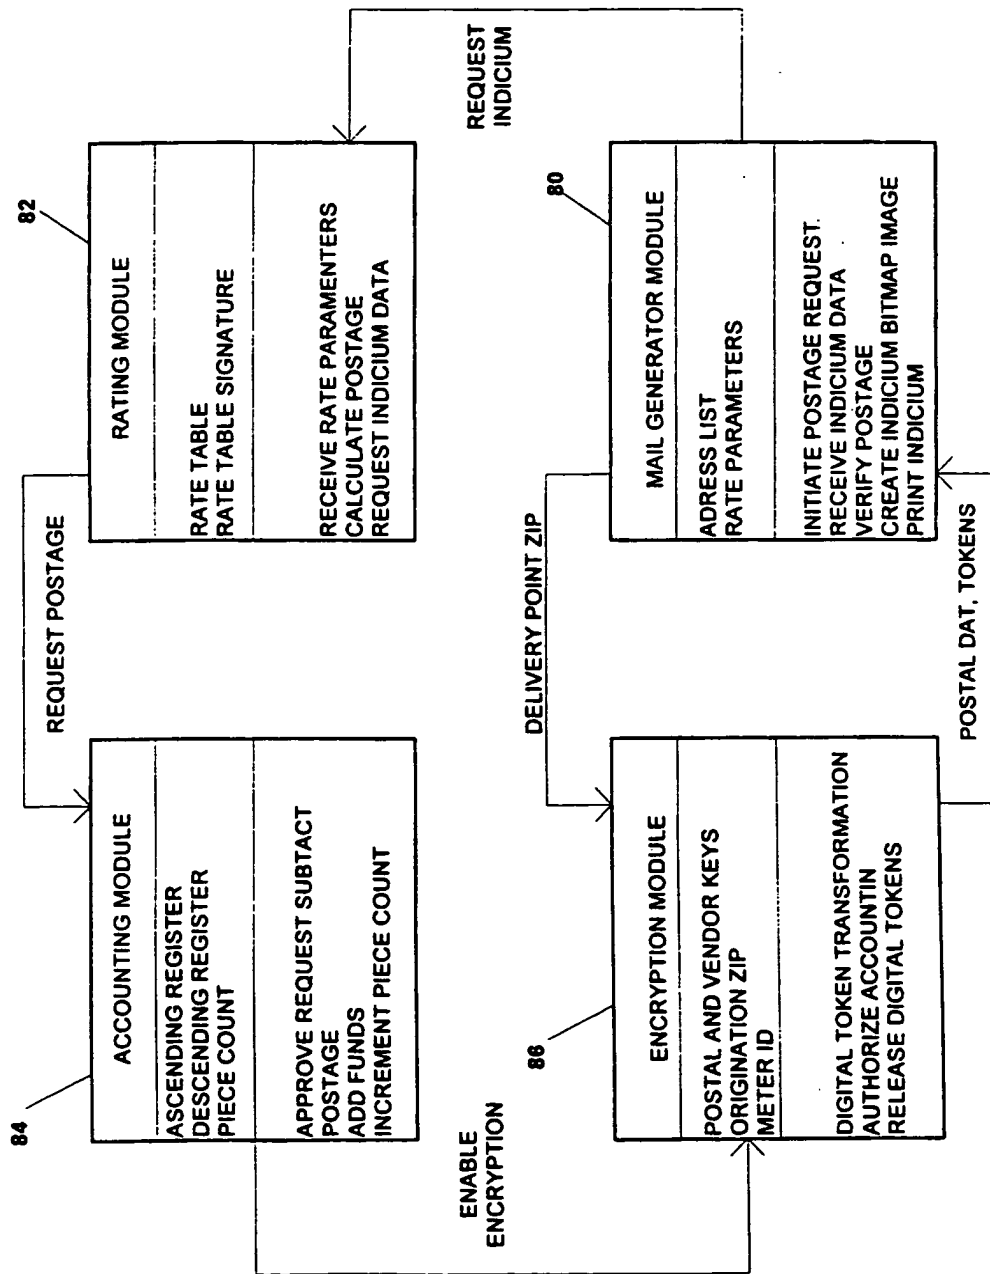 84
ACCOUNTING MODULE
ASCENDING REGISTER
DESCENDING REGISTER
PIECE COUNT
APPROVE REQUEST SUBTACT
POSTAGE
ADD FUNDS
INCREMENT PIECE COUNT
REQUEST POSTAGE
82
RATING MODULE
RATE TABLE
RATE TABLE SIGNATURE
RECEIVE RATE PARAMENTERS
CALCULATE POSTAGE
REQUEST INDICIUM DATA
ENABLE
ENCRYPTION
REQUEST
INDICIUM
86
ENCRYPTION MODULE
POSTAL AND VENDOR KEYS
ORIGINATION ZIP
METER ID
DIGITAL TOKEN TRANSFORMATION
AUTHORIZE ACCOUNTIN
RELEASE DIGITAL TOKENS
DELIVERY POINT ZIP
80
MAIL GENERATOR MODULE
ADRESS LIST
RATE PARAMETERS
INITIATE POSTAGE REQUEST.
RECEIVE INDICIUM DATA
VERIFY POSTAGE
CREATE INDICIUM BITMAP IMAGE
PRINT INDICIUM
POSTAL DAT, TOKENS